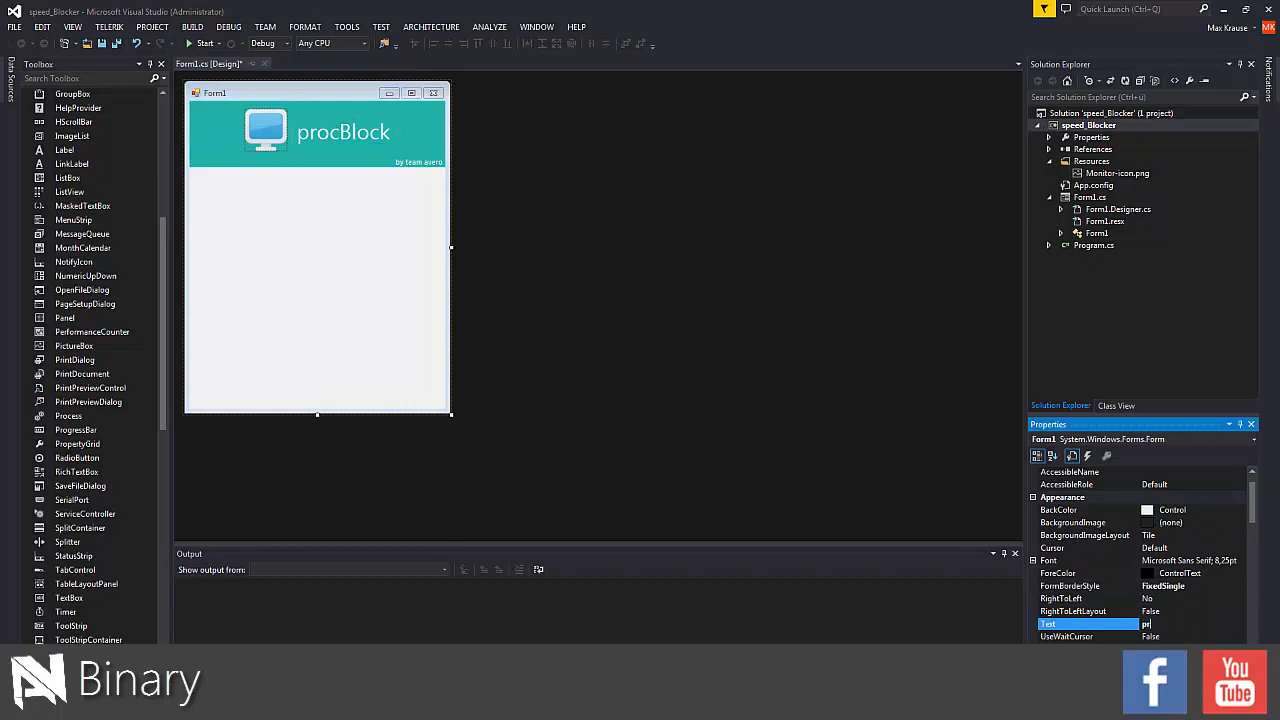 speed_Blocker - Microsoft Visual Studio (Administrator)
Quick Launch (Ctrl+Q)
FILE EDIT VIEW TELERIK PROJECT BUILD DEBUG TEAM FORMAT TOOLS TEST ARCHITECTURE ANALYZE WINDOW HELP
Max Krause MK
Start Debug Any CPU
Data Sources
Notifications
Toolbox
Search Toolbox
GroupBox
HelpProvider
HScrollBar
ImageList
Label
LinkLabel
ListBox
ListView
MaskedTextBox
MenuStrip
MessageQueue
MonthCalendar
NotifyIcon
NumericUpDown
OpenFileDialog
PageSetupDialog
Panel
PerformanceCounter
PictureBox
PrintDialog
PrintDocument
PrintPreviewControl
PrintPreviewDialog
Process
ProgressBar
PropertyGrid
RadioButton
RichTextBox
SaveFileDialog
SerialPort
ServiceController
SplitContainer
Splitter
StatusStrip
TabControl
TableLayoutPanel
TextBox
Timer
ToolStrip
ToolStripContainer
Form1.cs [Design]*
Form1
procBlock
by team avero
Output
Show output from:
Solution Explorer
Search Solution Explorer (Ctrl+ü)
Solution 'speed_Blocker' (1 project)
speed_Blocker
Properties
References
Resources
Monitor-icon.png
App.config
Form1.cs
Form1.Designer.cs
Form1.resx
Form1
Program.cs
Solution Explorer Class View
Properties
Form1 System.Windows.Forms.Form
AccessibleName
AccessibleRole Default
Appearance
BackColor Control
BackgroundImage (none)
BackgroundImageLayout Tile
Cursor Default
Font Microsoft Sans Serif; 8,25pt
ForeColor ControlText
FormBorderStyle FixedSingle
RightToLeft No
RightToLeftLayout False
Text pr
UseWaitCursor False
Binary
f
You
Tube